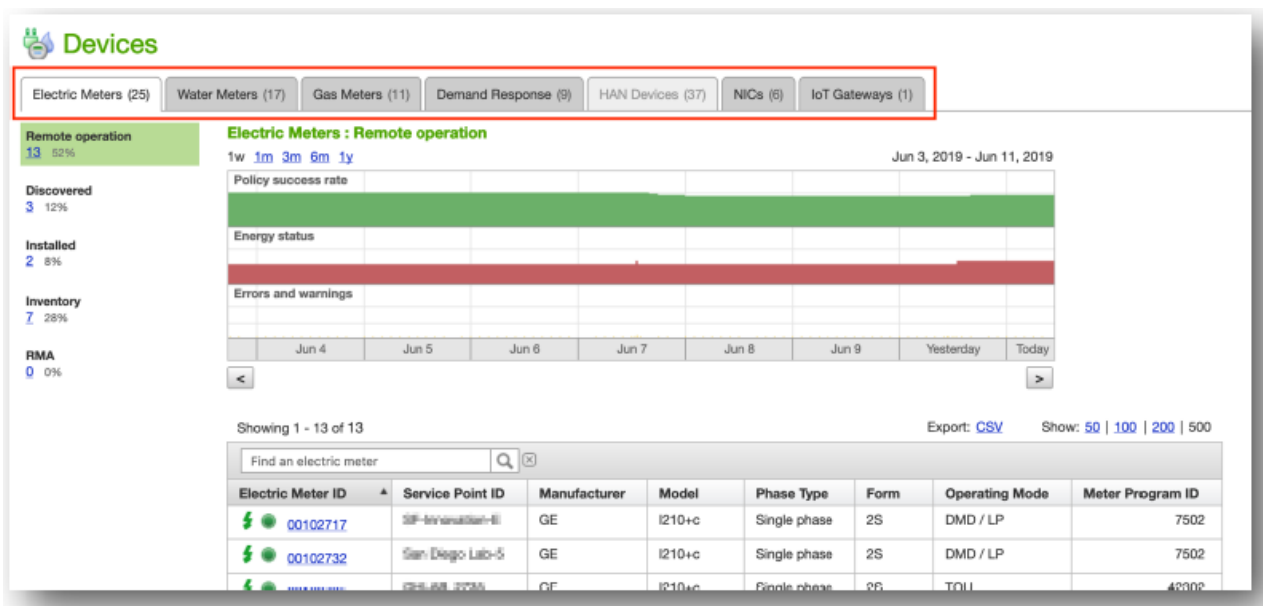 Devices
Electric Meters (25) Water Meters (17) Gas Meters (11) Demand Response (9) HAN Devices (37) NICs (6) IoT Gateways (1)
Remote operation
13 52%
Discovered
3 12%
Installed
2 8%
Inventory
7 28%
RMA
0 0%
Electric Meters : Remote operation
1w 1m 3m 6m 1y Jun 3, 2019 - Jun 11, 2019
Policy success rate
Energy status
Errors and warnings
Jun 4 Jun 5 Jun 6 Jun 7 Jun 8 Jun 9 Yesterday Today
< >
Showing 1 - 13 of 13 Export: CSV Show: 50 | 100 | 200 | 500
Find an electric meter
Electric Meter ID Service Point ID Manufacturer Model Phase Type Form Operating Mode Meter Program ID
00102717 GE I210+c Single phase 2S DMD / LP 7502
00102732 San Diego Lab-5 GE I210+c Single phase 2S DMD / LP 7502
GE I210+c Single phase TOU